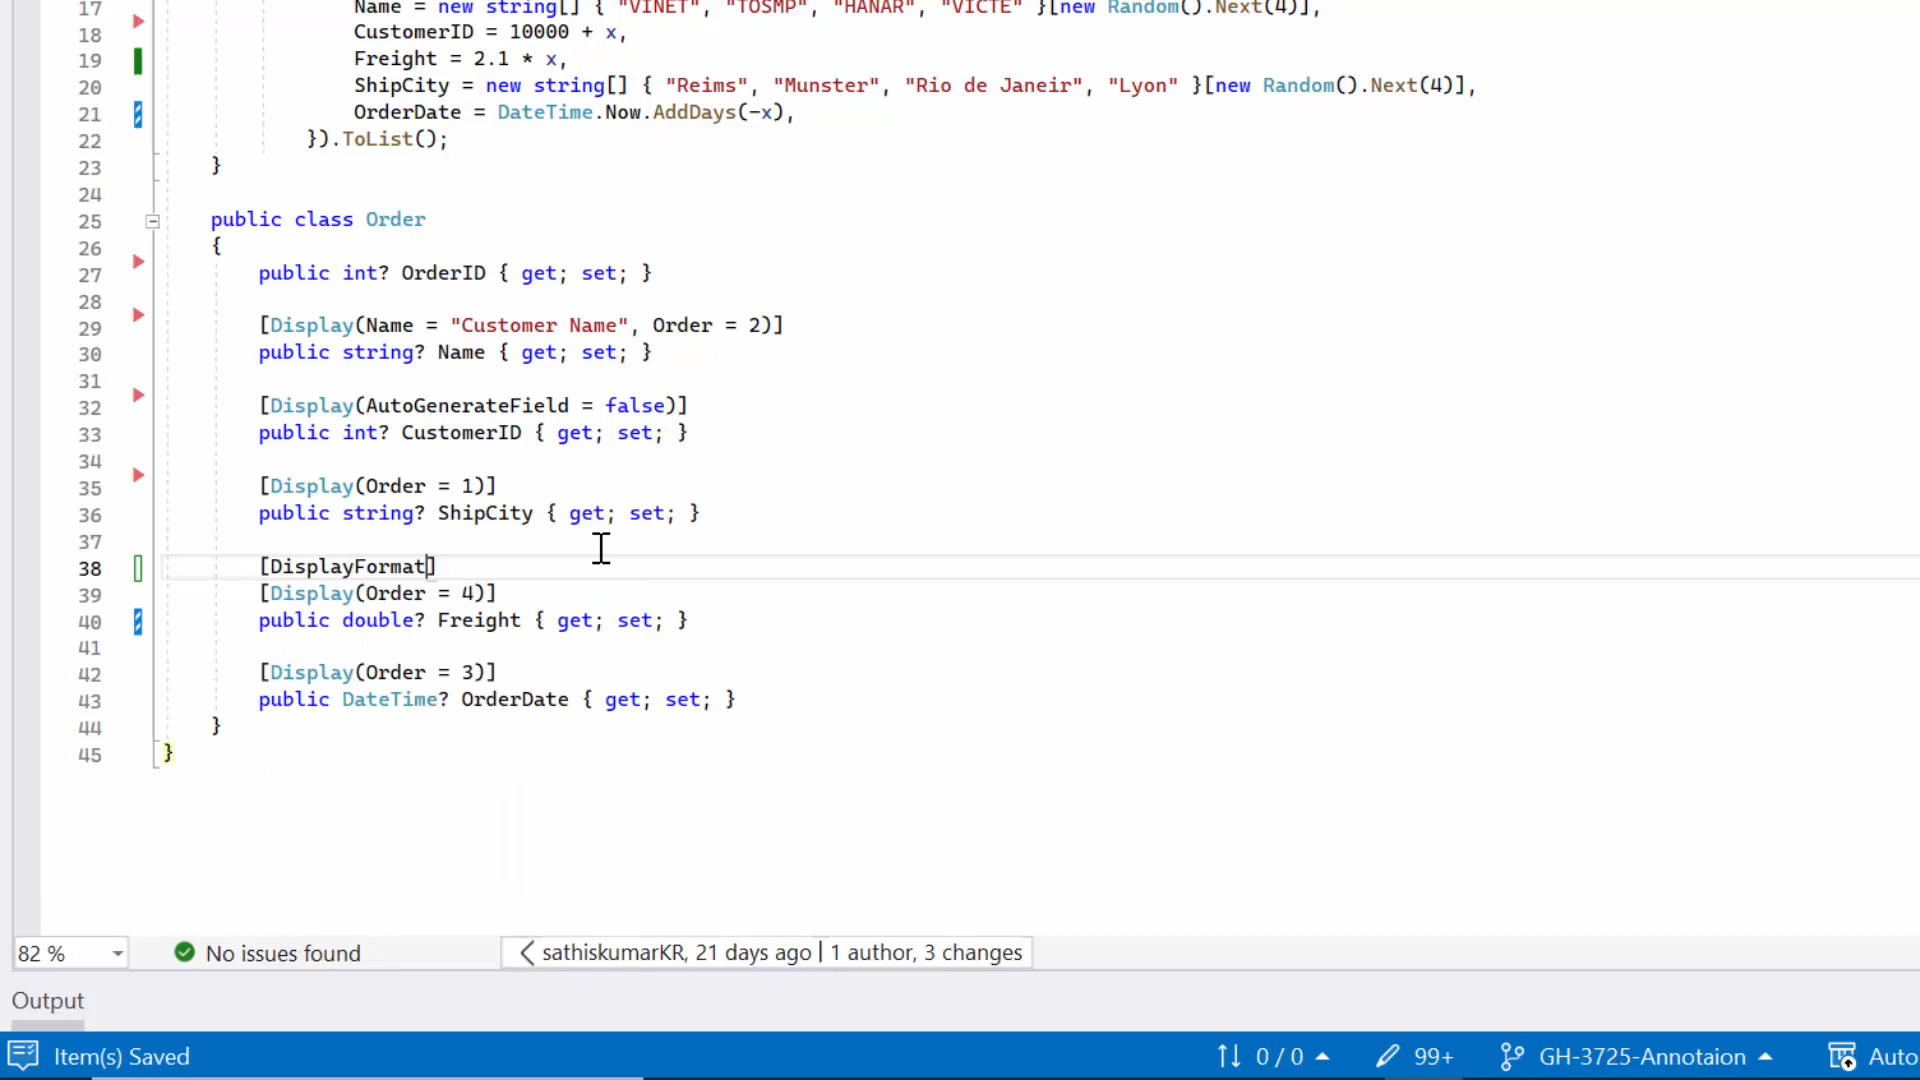 17 Name = new string[] { "VINET", "TOSMP", "HANAR", "VICTE" }[new Random().Next(4)],
18 CustomerID = 10000 + x,
19 Freight = 2.1 * x,
20 ShipCity = new string[] { "Reims", "Munster", "Rio de Janeir", "Lyon" }[new Random().Next(4)],
21 OrderDate = DateTime.Now.AddDays(-x),
22 }).ToList();
23 }
24
25 public class Order
26 {
27 public int? OrderID { get; set; }
28
29 [Display(Name = "Customer Name", Order = 2)]
30 public string? Name { get; set; }
31
32 [Display(AutoGenerateField = false)]
33 public int? CustomerID { get; set; }
34
35 [Display(Order = 1)]
36 public string? ShipCity { get; set; }
37
38 [DisplayFormat]
39 [Display(Order = 4)]
40 public double? Freight { get; set; }
41
42 [Display(Order = 3)]
43 public DateTime? OrderDate { get; set; }
44 }
45 }
82 % No issues found sathiskumarKR, 21 days ago | 1 author, 3 changes
Output
Item(s) Saved 0 / 0 99+ GH-3725-Annotaion Auto